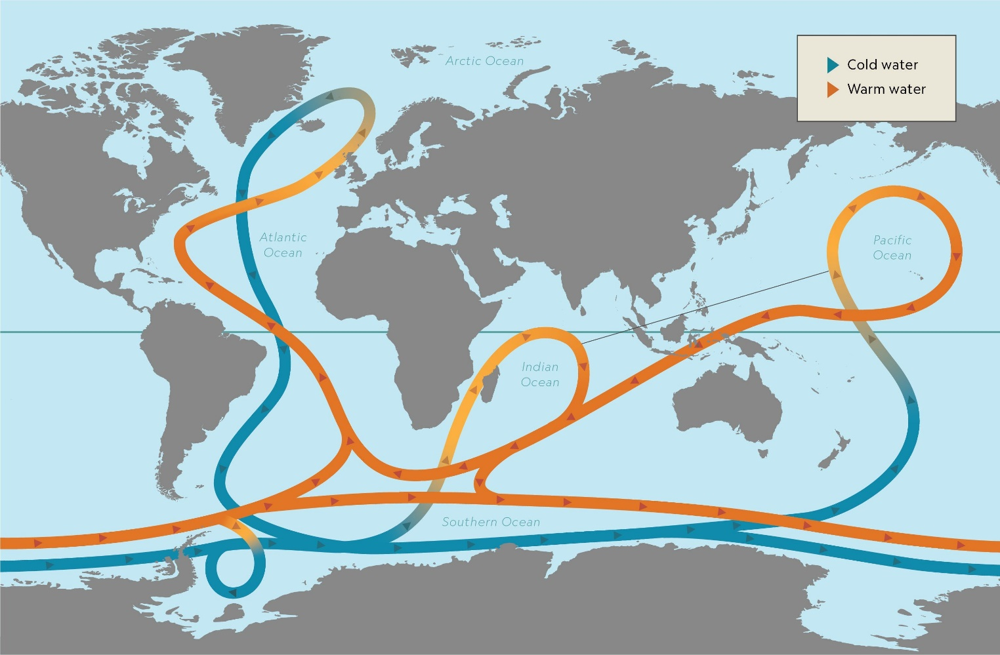 Arctic Ocean
Cold water
Warm water
Atlantic
Ocean
Pacific
Ocean
Indian
Ocean
Southern Ocean